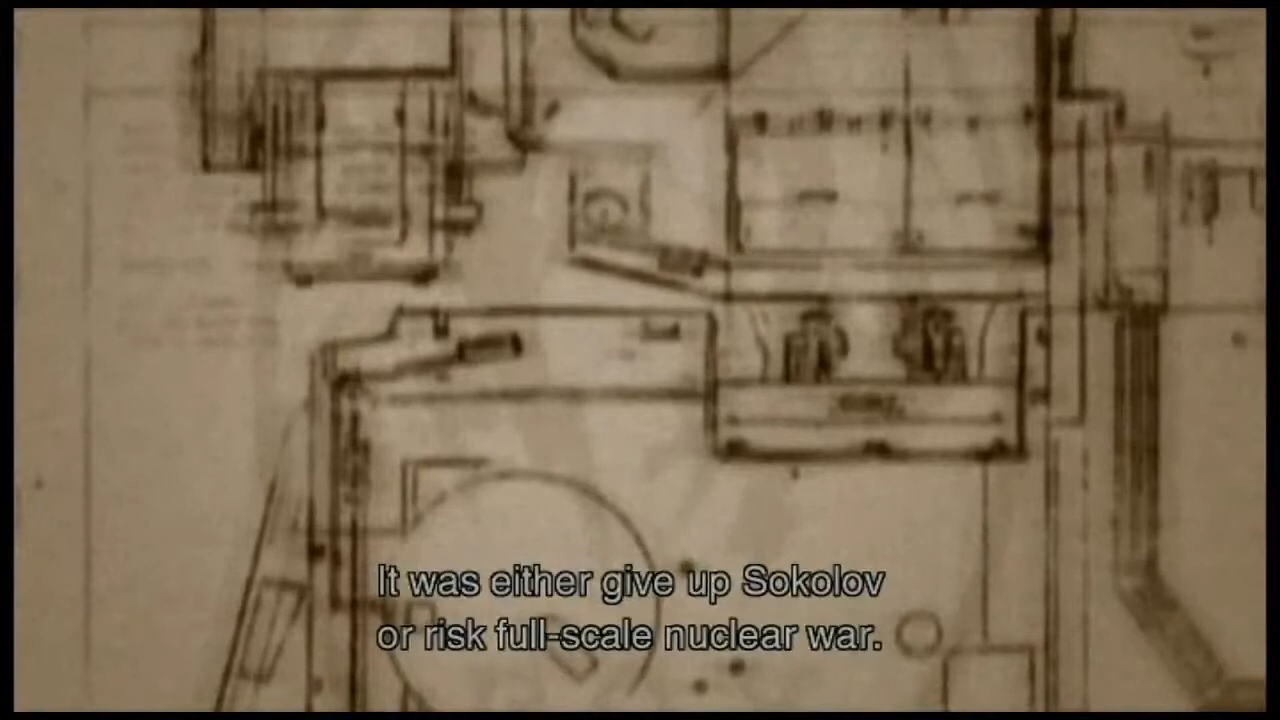 It was either give up Sokolov
or risk full-scale nuclear war.